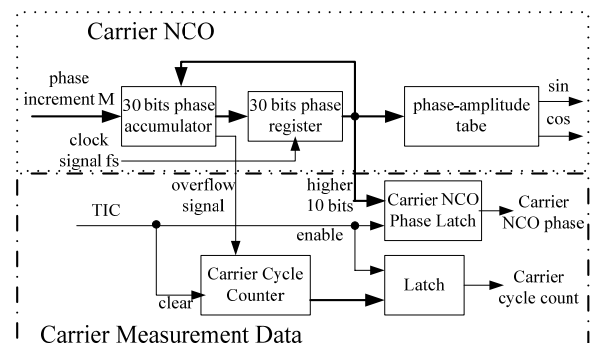 Carrier NCO
phase
increment M
30 bits phase
accumulator
30 bits phase
register
phase-amplitude
tabe
sin
cos
clock
signal fs
overflow
signal
higher
10 bits
Carrier NCO
Phase Latch
Carrier
NCO phase
TIC
enable
clear
Carrier Cycle
Counter
Latch
Carrier
cycle count
Carrier Measurement Data